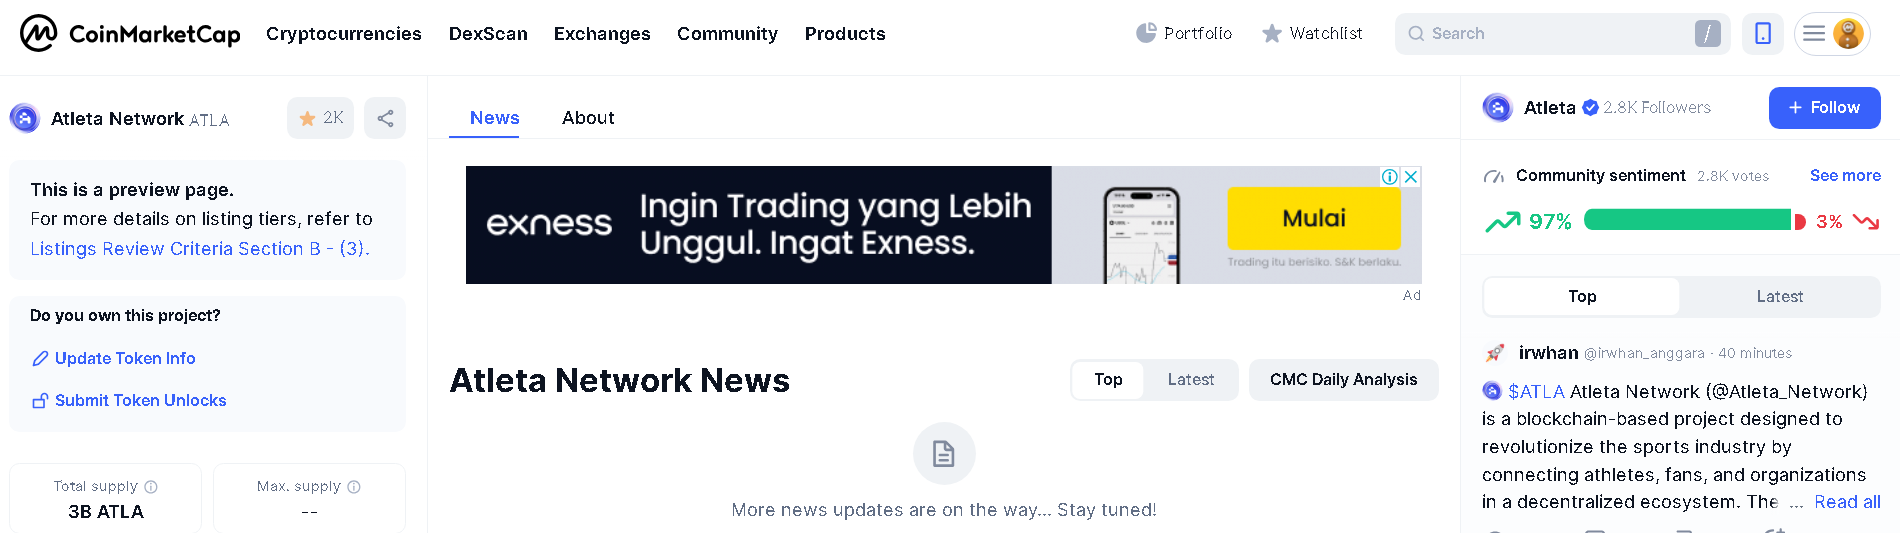 CoinMarketCap
Cryptocurrencies DexScan Exchanges Community Products
Portfolio Watchlist Search /
Atleta Network ATLA 2K
This is a preview page.
For more details on listing tiers, refer to
Listings Review Criteria Section B - (3).
Do you own this project?
Update Token Info
Submit Token Unlocks
Total supply
3B ATLA
Max. supply
--
News About
exness
Ingin Trading yang Lebih
Unggul. Ingat Exness.
Mulai
Trading itu berisiko. S&K berlaku.
Ad
Atleta Network News
Top Latest CMC Daily Analysis
More news updates are on the way... Stay tuned!
Atleta 2.8K Followers + Follow
Community sentiment 2.8K votes See more
97% 3%
Top Latest
irwhan @irwhan_anggara · 40 minutes
$ATLA Atleta Network (@Atleta_Network)
is a blockchain-based project designed to
revolutionize the sports industry by
connecting athletes, fans, and organizations
in a decentralized ecosystem. The ... Read all